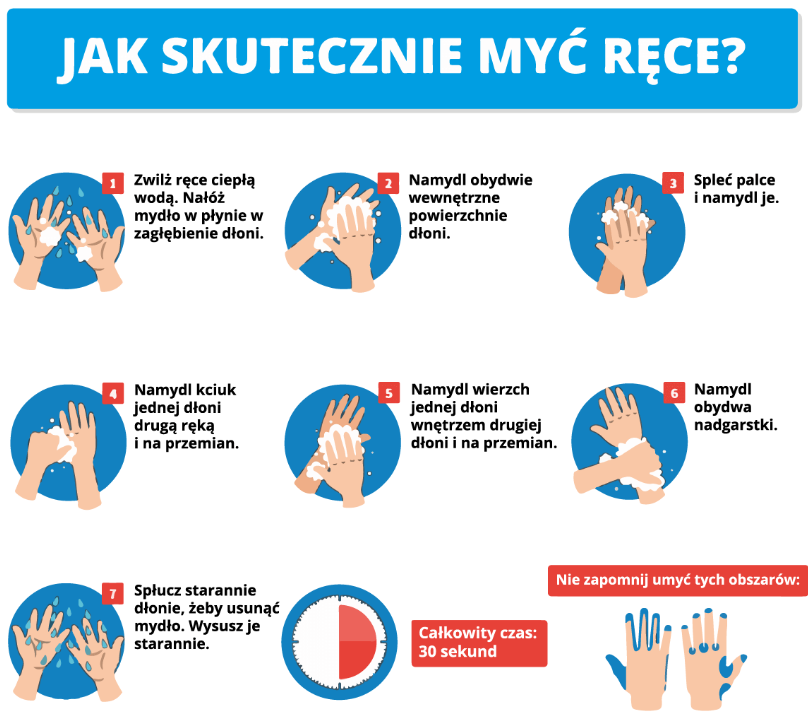 JAK SKUTECZNIE MYĆ RĘCE?
1
Zwilż ręce ciepłą
wodą. Nałóż
mydło w płynie w
zagłębienie dłoni.
2
Namydl obydwie
wewnętrzne
powierzchnie
dłoni.
3
Spleć palce
i namydl je.
4
Namydl kciuk
jednej dłoni
drugą ręką
i na przemian.
5
Namydl wierzch
jednej dłoni
wnętrzem drugiej
dłoni i na przemian.
6
Namydl
obydwa
nadgarstki.
7
Spłucz starannie
dłonie, żeby usunąć
mydło. Wysusz je
starannie.
Całkowity czas:
30 sekund
Nie zapomnij umyć tych obszarów: